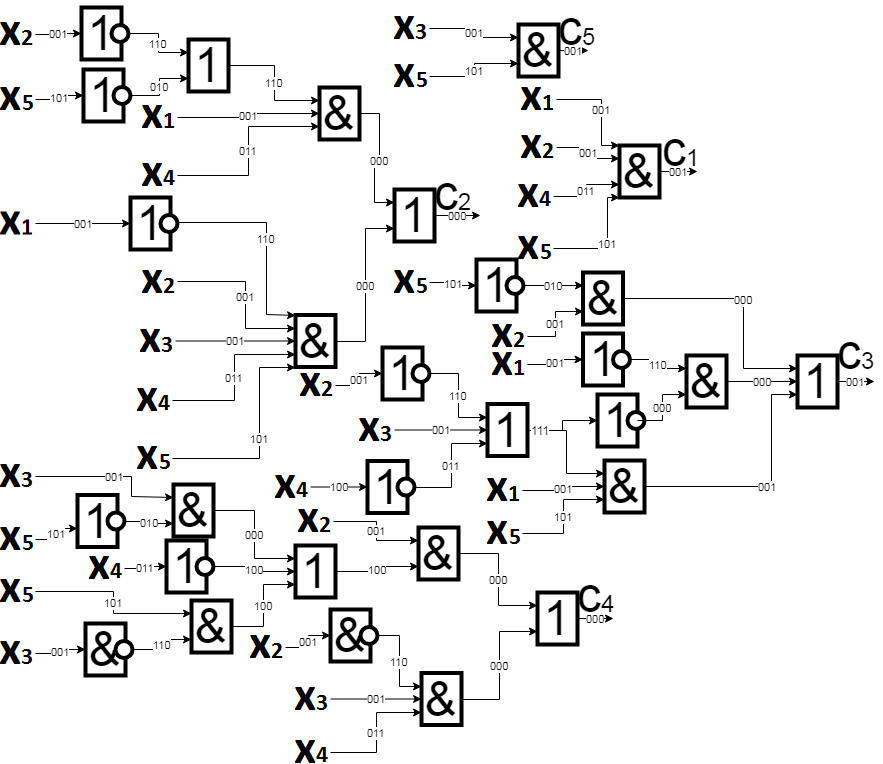 X2 001 1 110
X5 101 1 010
1 110
X1 001
X4 011
& 000
X1 001 1 110
X2 001
X3 001
X4 011
X5 101
& 000
1 C2 000
X3 001
X5 101
& C5 001
X1 001
X2 001
X4 011
X5 101
& C1 001
X5 101 1 010
X2 001
& 000
X2 001 1 110
X3 001
X4 100 1 011
1 111
X1 001 1 110
1 000
& 000
X1 001
X5 101
& 001
1 C3 001
X3 001
X5 101 1 010
& 000
X4 011 1 100
X5 101
X3 001 & 110
& 100
1 100
X2 001
& 000
X2 001 & 110
X3 001
X4 011
& 000
1 C4 000